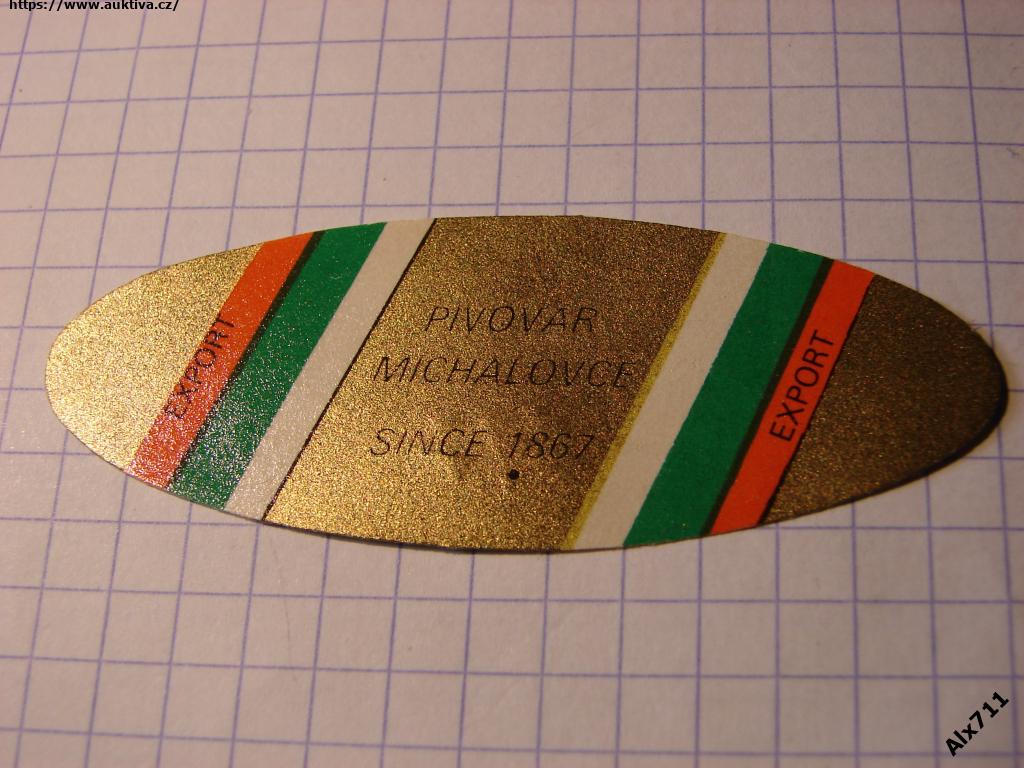 https://www.auktiva.cz/
EXPORT
PIVOVAR
MICHALOVCE
SINCE 1867
EXPORT
Alx711